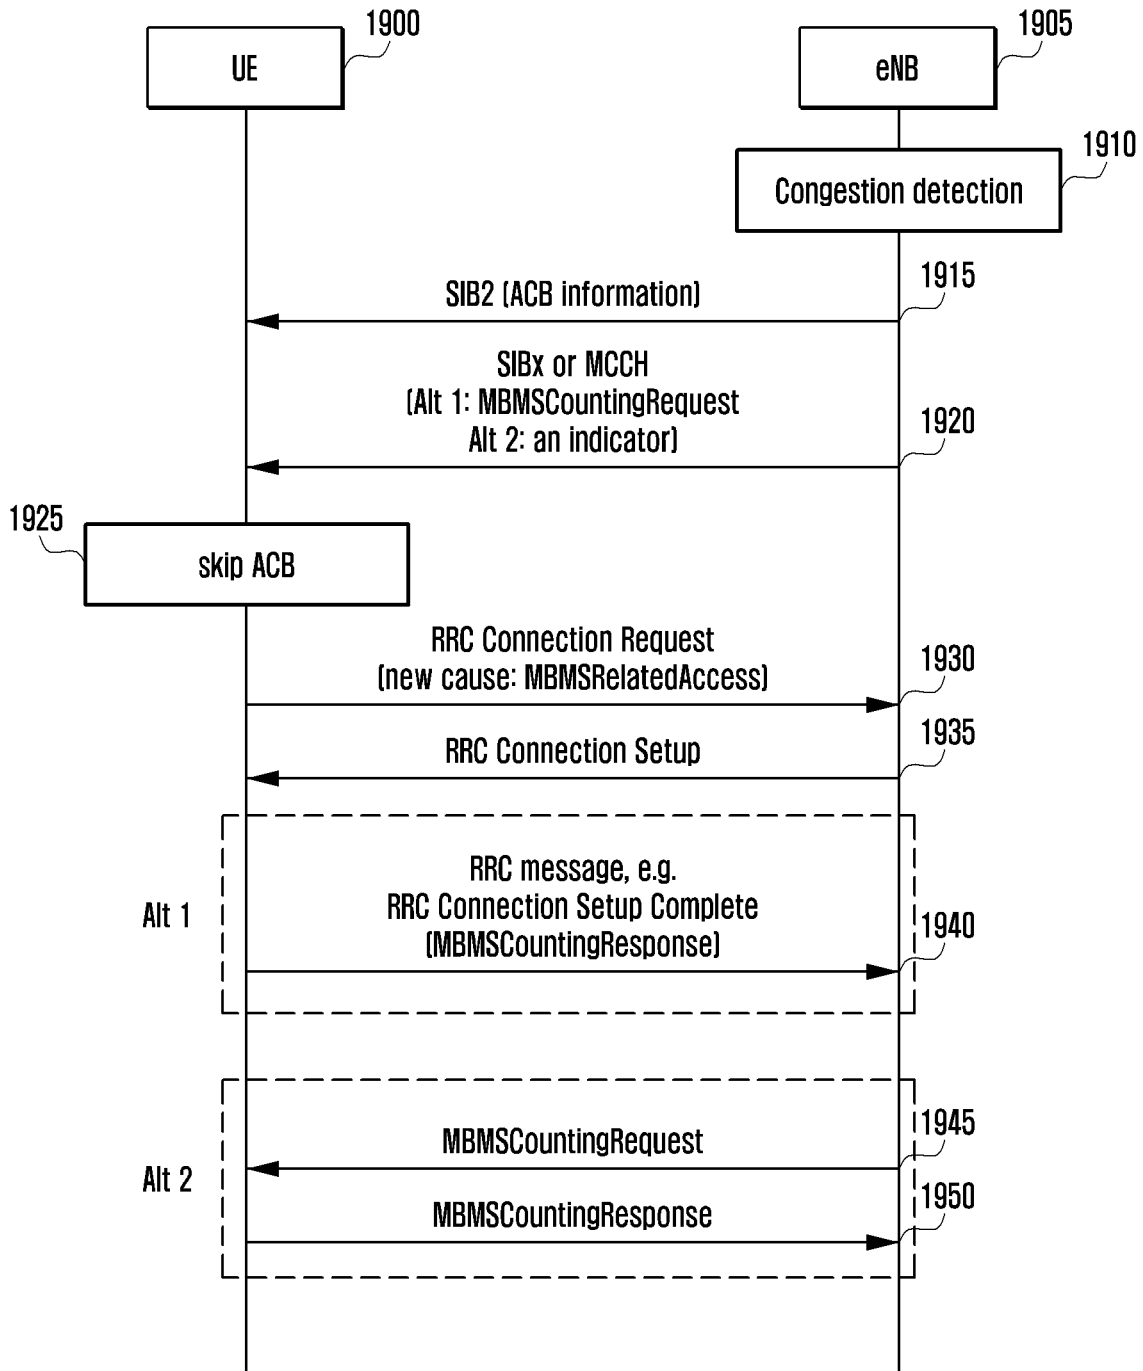 1900
1905
UE
eNB
1910
Congestion detection
1915
SIB2 (ACB information)
SIBx or MCCH
(Alt 1: MBMSCountingRequest
Alt 2: an indicator)
1920
1925
skip ACB
RRC Connection Request
(new cause: MBMSRelatedAccess)
1930
1935
RRC Connection Setup
RRC message, e.g.
RRC Connection Setup Complete
(MBMSCountingResponse)
Alt 1
1940
1945
MBMSCountingRequest
Alt 2
1950
MBMSCountingResponse